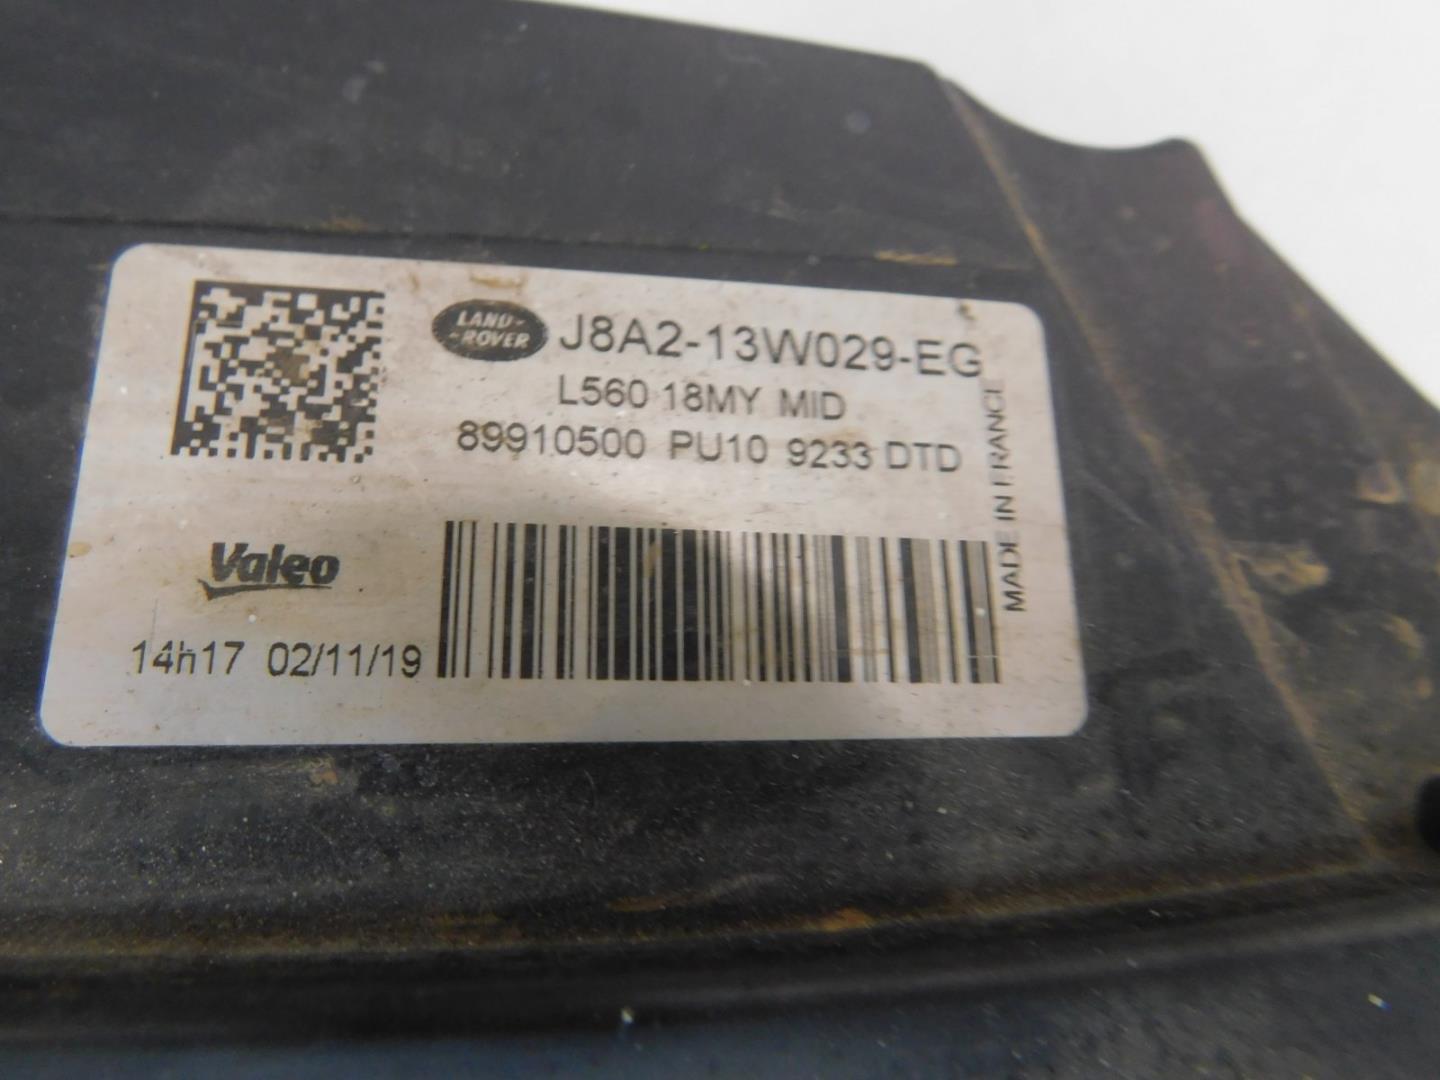 LAND-
-ROVER
J8A2-13W029-EG
L560 18MY MID
89910500 PU10 9233 DTD
MADE IN FRANCE
Valeo
14h17 02/11/19